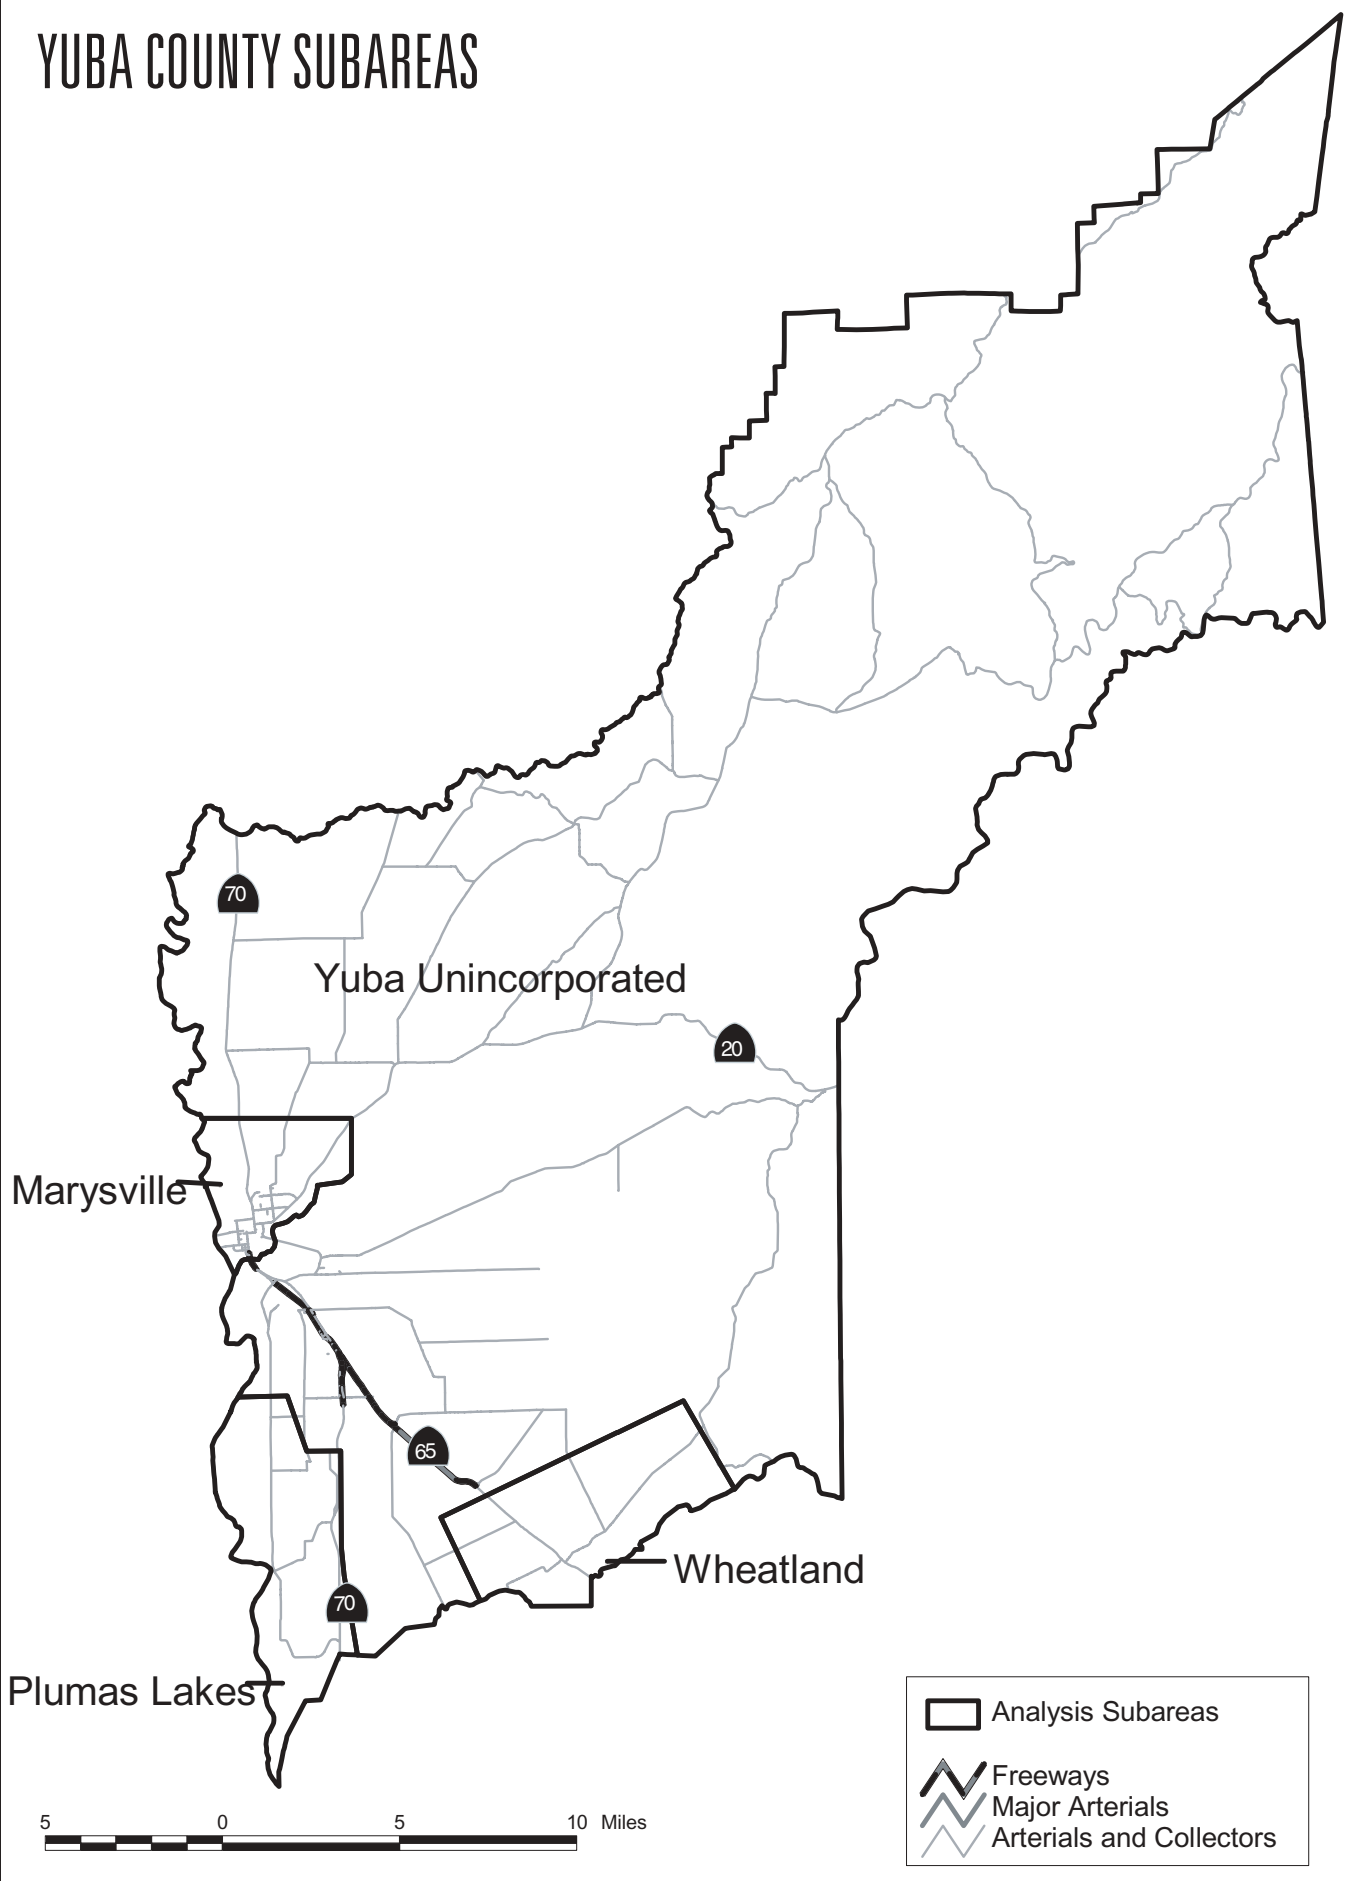 YUBA COUNTY SUBAREAS
70
Yuba Unincorporated
20
Marysville
65
Wheatland
70
Plumas Lakes
Analysis Subareas
Freeways
Major Arterials
Arterials and Collectors
5 0 5 10 Miles